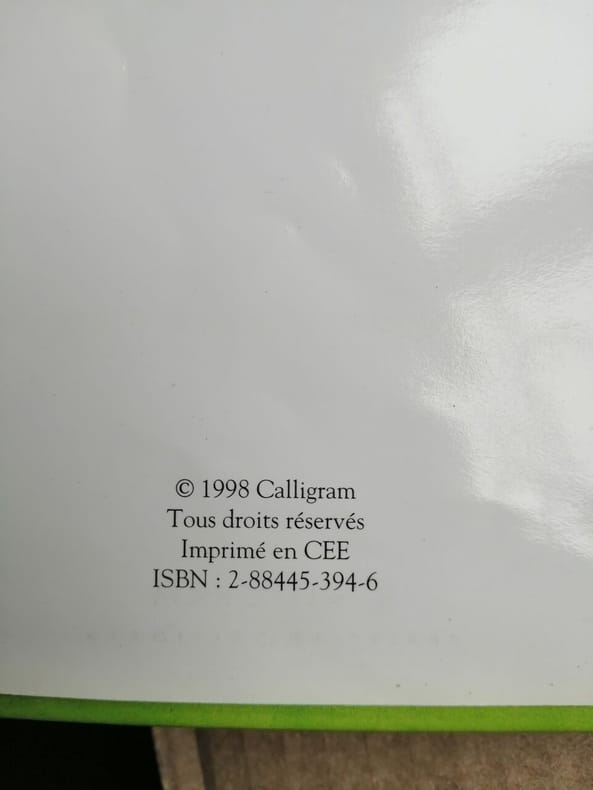 © 1998 Calligram
Tous droits réservés
Imprimé en CEE
ISBN : 2-88445-394-6